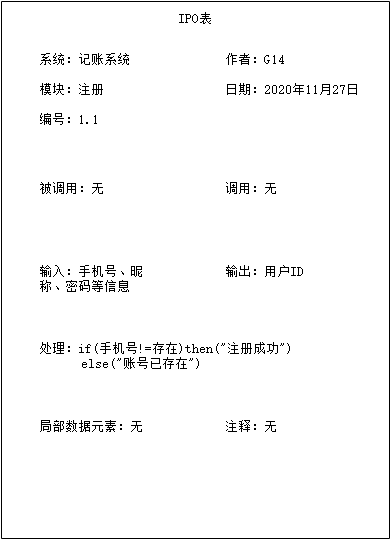 IPO表
系统：记账系统 作者：G14
模块：注册 日期：2020年11月27日
编号：1.1
被调用：无 调用：无
输入：手机号、昵 输出：用户ID
称、密码等信息
处理：if(手机号!=存在)then("注册成功")
else("账号已存在")
局部数据元素：无 注释：无